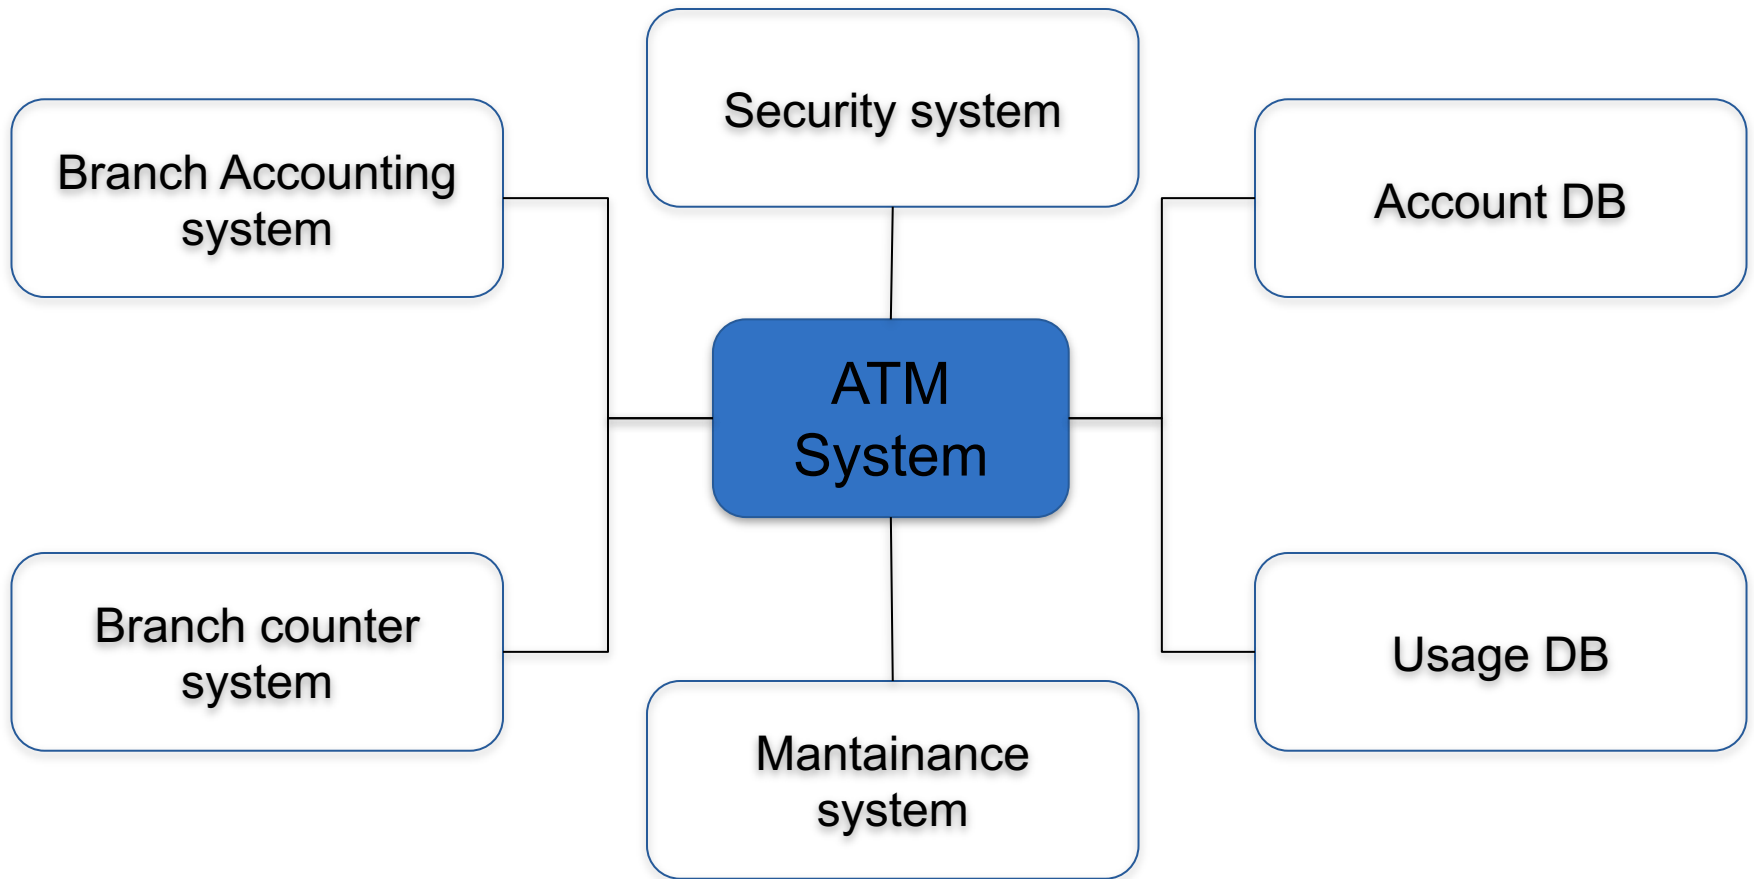 Security system
Branch Accounting
system
Account DB
ATM
System
Branch counter
system
Usage DB
Mantainance
system